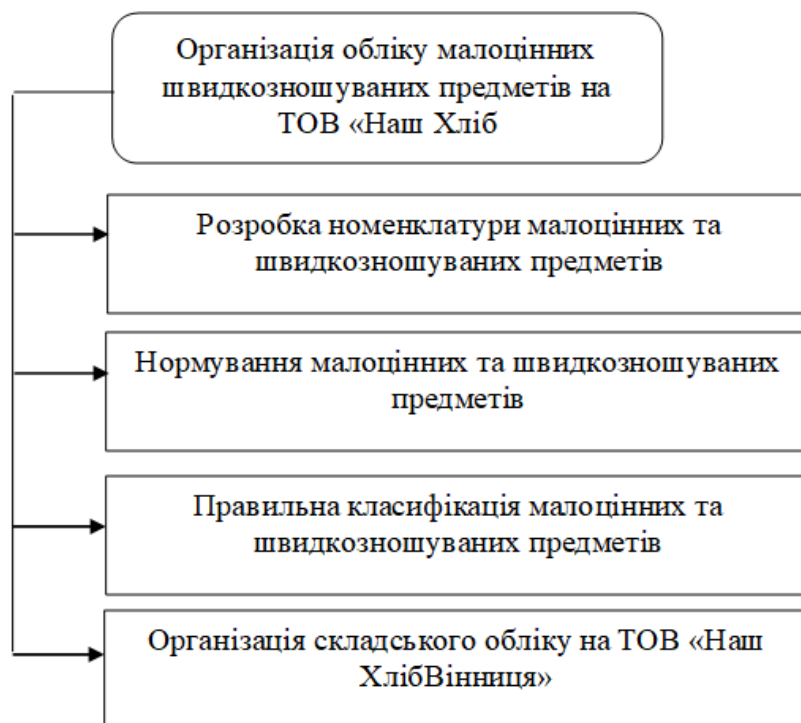 Організація обліку малоцінних
швидкозношуваних предметів на
ТОВ «Наш Хліб
Розробка номенклатури малоцінних та
швидкозношуваних предметів
Нормування малоцінних та швидкозношуваних
предметів
Правильна класифікація малоцінних та
швидкозношуваних предметів
Організація складського обліку на ТОВ «Наш
ХлібВінниця»